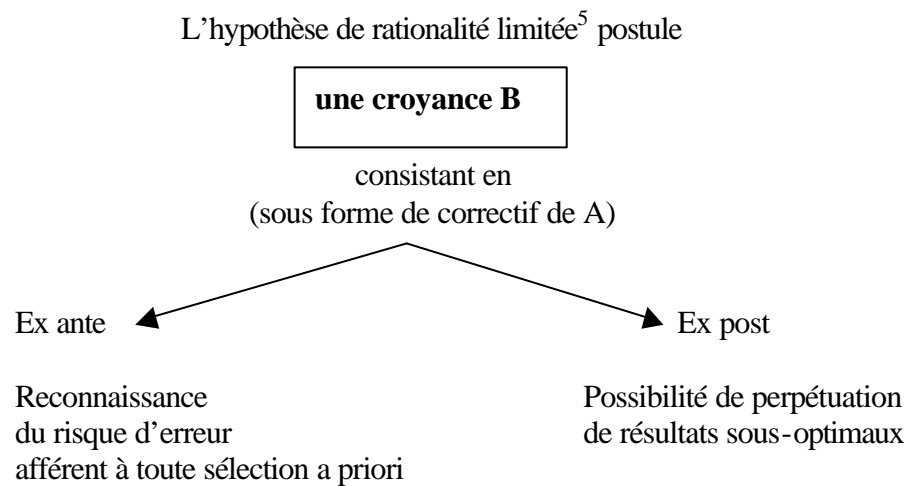 L'hypothèse de rationalité limitée5 postule
une croyance B
consistant en
(sous forme de correctif de A)
Ex ante
Ex post
Reconnaissance
du risque d'erreur
afférent à toute sélection a priori
Possibilité de perpétuation
de résultats sous-optimaux